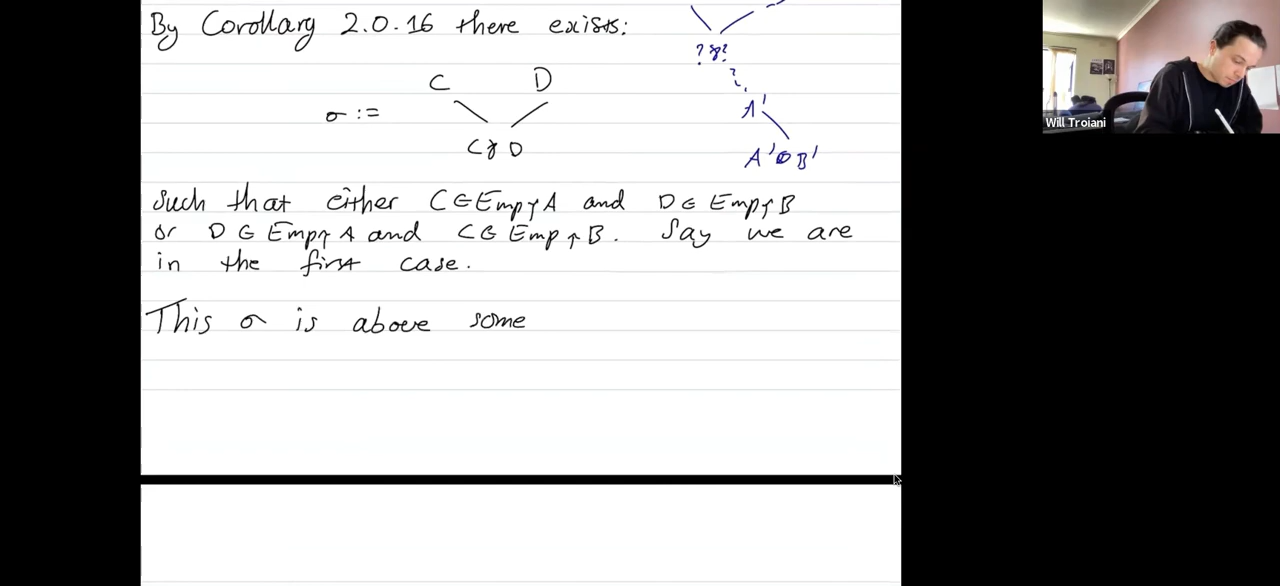 By Corollary 2.0.16 there exists:
? ⅋ ?
C D
σ :=
C ⅋ D
A'
A' ⊗ B'
such that either C ∈ Emp↑A and D ∈ Emp↑B
or D ∈ Emp↑A and C ∈ Emp↑B. Say we are
in the first case.
This σ is above some
Will Troiani